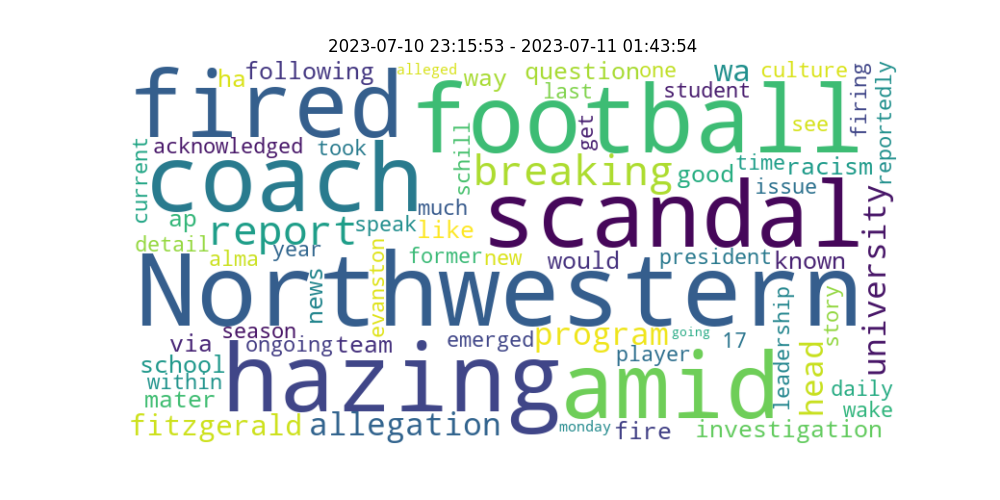 2023-07-10 23:15:53 - 2023-07-11 01:43:54
fired
football
ha
following
alleged
way
question
one
wa
culture
last
student
firing
reportedly
get
see
acknowledged
took
coach
schill
breaking
good
time
racism
current
ap
report
speak
much
like
scandal
issue
university
detail
alma
year
news
evanston
former
new
would
president
known
Northwestern
leadership
story
via
season
ongoing
team
emerged
program
going
17
school
within
mater
hazing
player
amid
head
daily
wake
fitzgerald
allegation
monday
fire
investigation